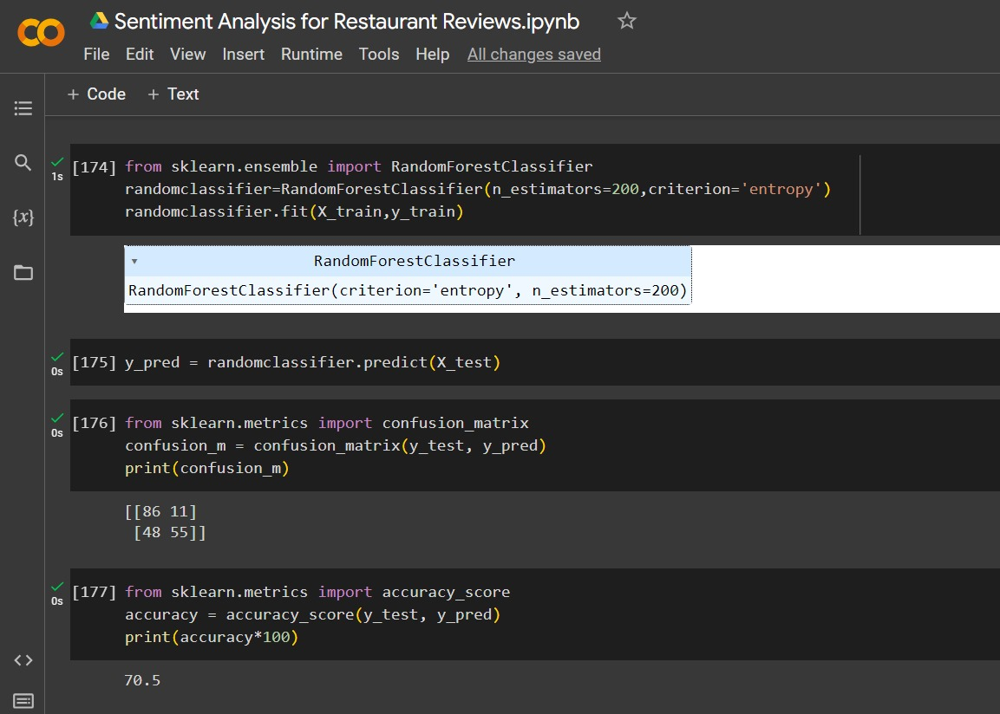 Sentiment Analysis for Restaurant Reviews.ipynb
File Edit View Insert Runtime Tools Help All changes saved
+ Code + Text
[174] from sklearn.ensemble import RandomForestClassifier
1s
randomclassifier=RandomForestClassifier(n_estimators=200,criterion='entropy')
randomclassifier.fit(X_train,y_train)
{x}
RandomForestClassifier
RandomForestClassifier(criterion='entropy', n_estimators=200)
[175] y_pred = randomclassifier.predict(X_test)
0s
[176] from sklearn.metrics import confusion_matrix
0s
confusion_m = confusion_matrix(y_test, y_pred)
print(confusion_m)
[[86 11]
[48 55]]
[177] from sklearn.metrics import accuracy_score
0s
accuracy = accuracy_score(y_test, y_pred)
print(accuracy*100)
70.5